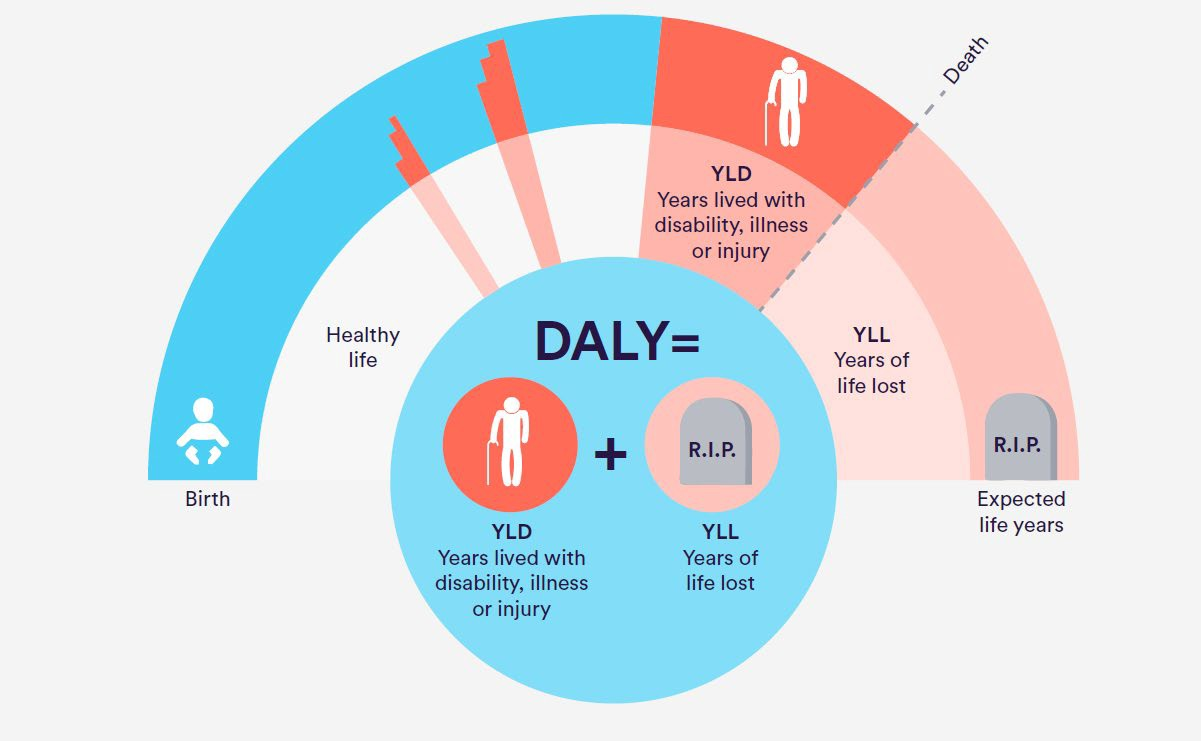 Death
YLD
Years lived with
disability, illness
or injury
Healthy
life
YLL
Years of
life lost
DALY=
R.I.P.
+
R.I.P.
Birth
Expected
life years
YLD
Years lived with
disability, illness
or injury
YLL
Years of
life lost